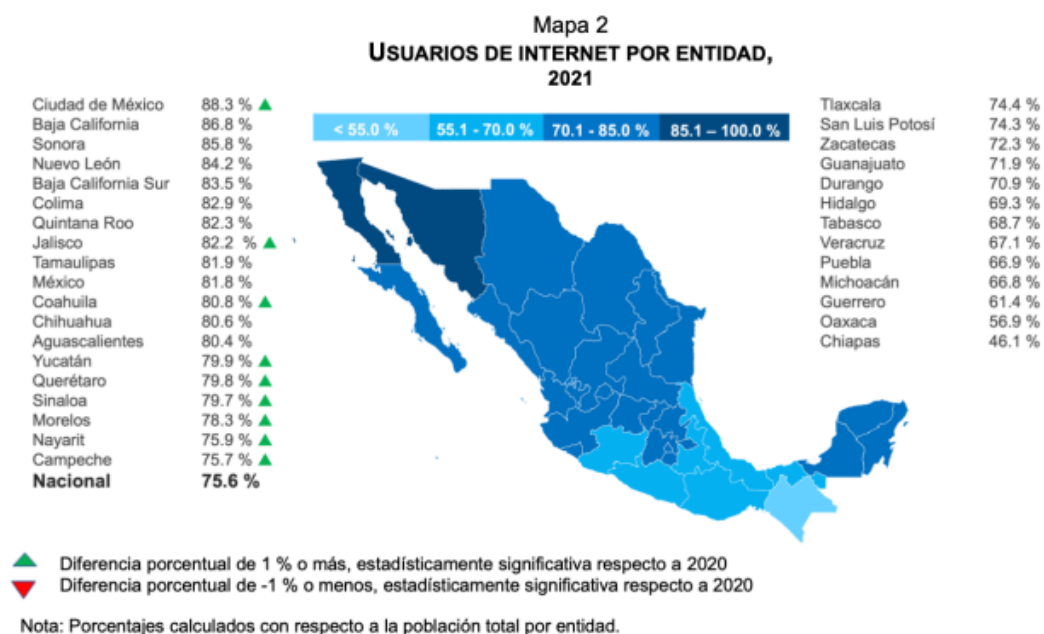 Mapa 2
USUARIOS DE INTERNET POR ENTIDAD,
2021
Ciudad de México 88.3 %
Baja California 86.8 %
Sonora 85.8 %
Nuevo León 84.2 %
Baja California Sur 83.5 %
Colima 82.9 %
Quintana Roo 82.3 %
Jalisco 82.2 %
Tamaulipas 81.9 %
México 81.8 %
Coahuila 80.8 %
Chihuahua 80.6 %
Aguascalientes 80.4 %
Yucatán 79.9 %
Querétaro 79.8 %
Sinaloa 79.7 %
Morelos 78.3 %
Nayarit 75.9 %
Campeche 75.7 %
Nacional 75.6 %
< 55.0 % 55.1 - 70.0 % 70.1 - 85.0 % 85.1 – 100.0 %
Tlaxcala 74.4 %
San Luis Potosí 74.3 %
Zacatecas 72.3 %
Guanajuato 71.9 %
Durango 70.9 %
Hidalgo 69.3 %
Tabasco 68.7 %
Veracruz 67.1 %
Puebla 66.9 %
Michoacán 66.8 %
Guerrero 61.4 %
Oaxaca 56.9 %
Chiapas 46.1 %
Diferencia porcentual de 1 % o más, estadísticamente significativa respecto a 2020
Diferencia porcentual de -1 % o menos, estadísticamente significativa respecto a 2020
Nota: Porcentajes calculados con respecto a la población total por entidad.